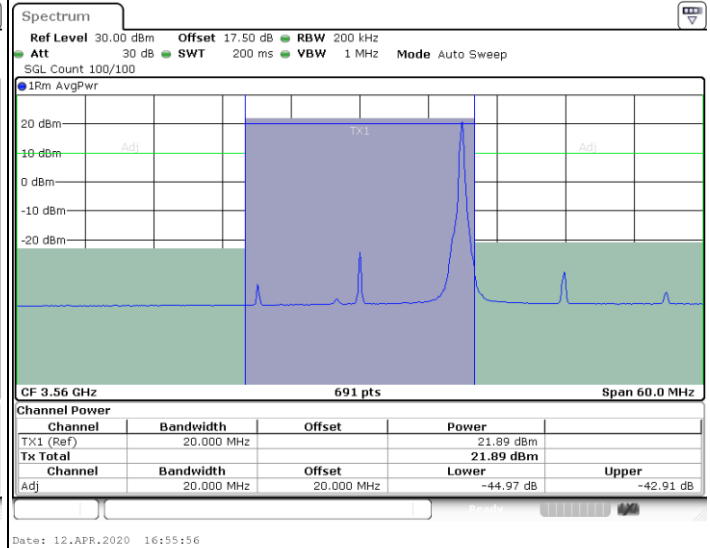 Spectrum
Ref Level 30.00 dBm Offset 17.50 dB RBW 200 kHz
Att 30 dB SWT 200 ms VBW 1 MHz Mode Auto Sweep
SGL Count 100/100
1Rm AvgPwr
20 dBm
TX1
Adj Adj
10 dBm
0 dBm
-10 dBm
-20 dBm
CF 3.56 GHz 691 pts Span 60.0 MHz
Channel Power
Channel Bandwidth Offset Power
TX1 (Ref) 20.000 MHz 21.89 dBm
Tx Total 21.89 dBm
Channel Bandwidth Offset Lower Upper
Adj 20.000 MHz 20.000 MHz -44.97 dB -42.91 dB
Ready
Date: 12.APR.2020 16:55:56